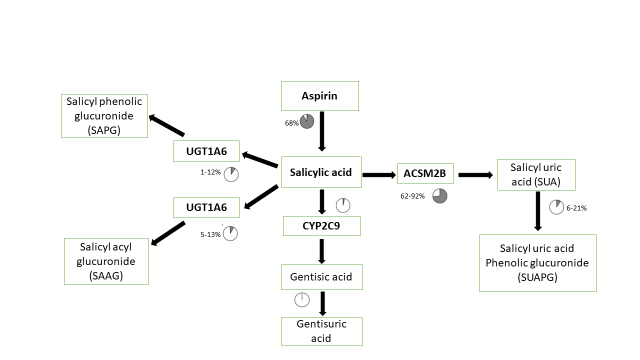 Aspirin
68%
Salicyl phenolic
glucuronide
(SAPG)
UGT1A6
1-12%
Salicylic acid
ACSM2B
62-92%
Salicyl uric
acid (SUA)
6-21%
UGT1A6
5-13%
CYP2C9
Salicyl acyl
glucuronide
(SAAG)
Gentisic acid
Salicyl uric acid
Phenolic glucuronide
(SUAPG)
Gentisuric
acid